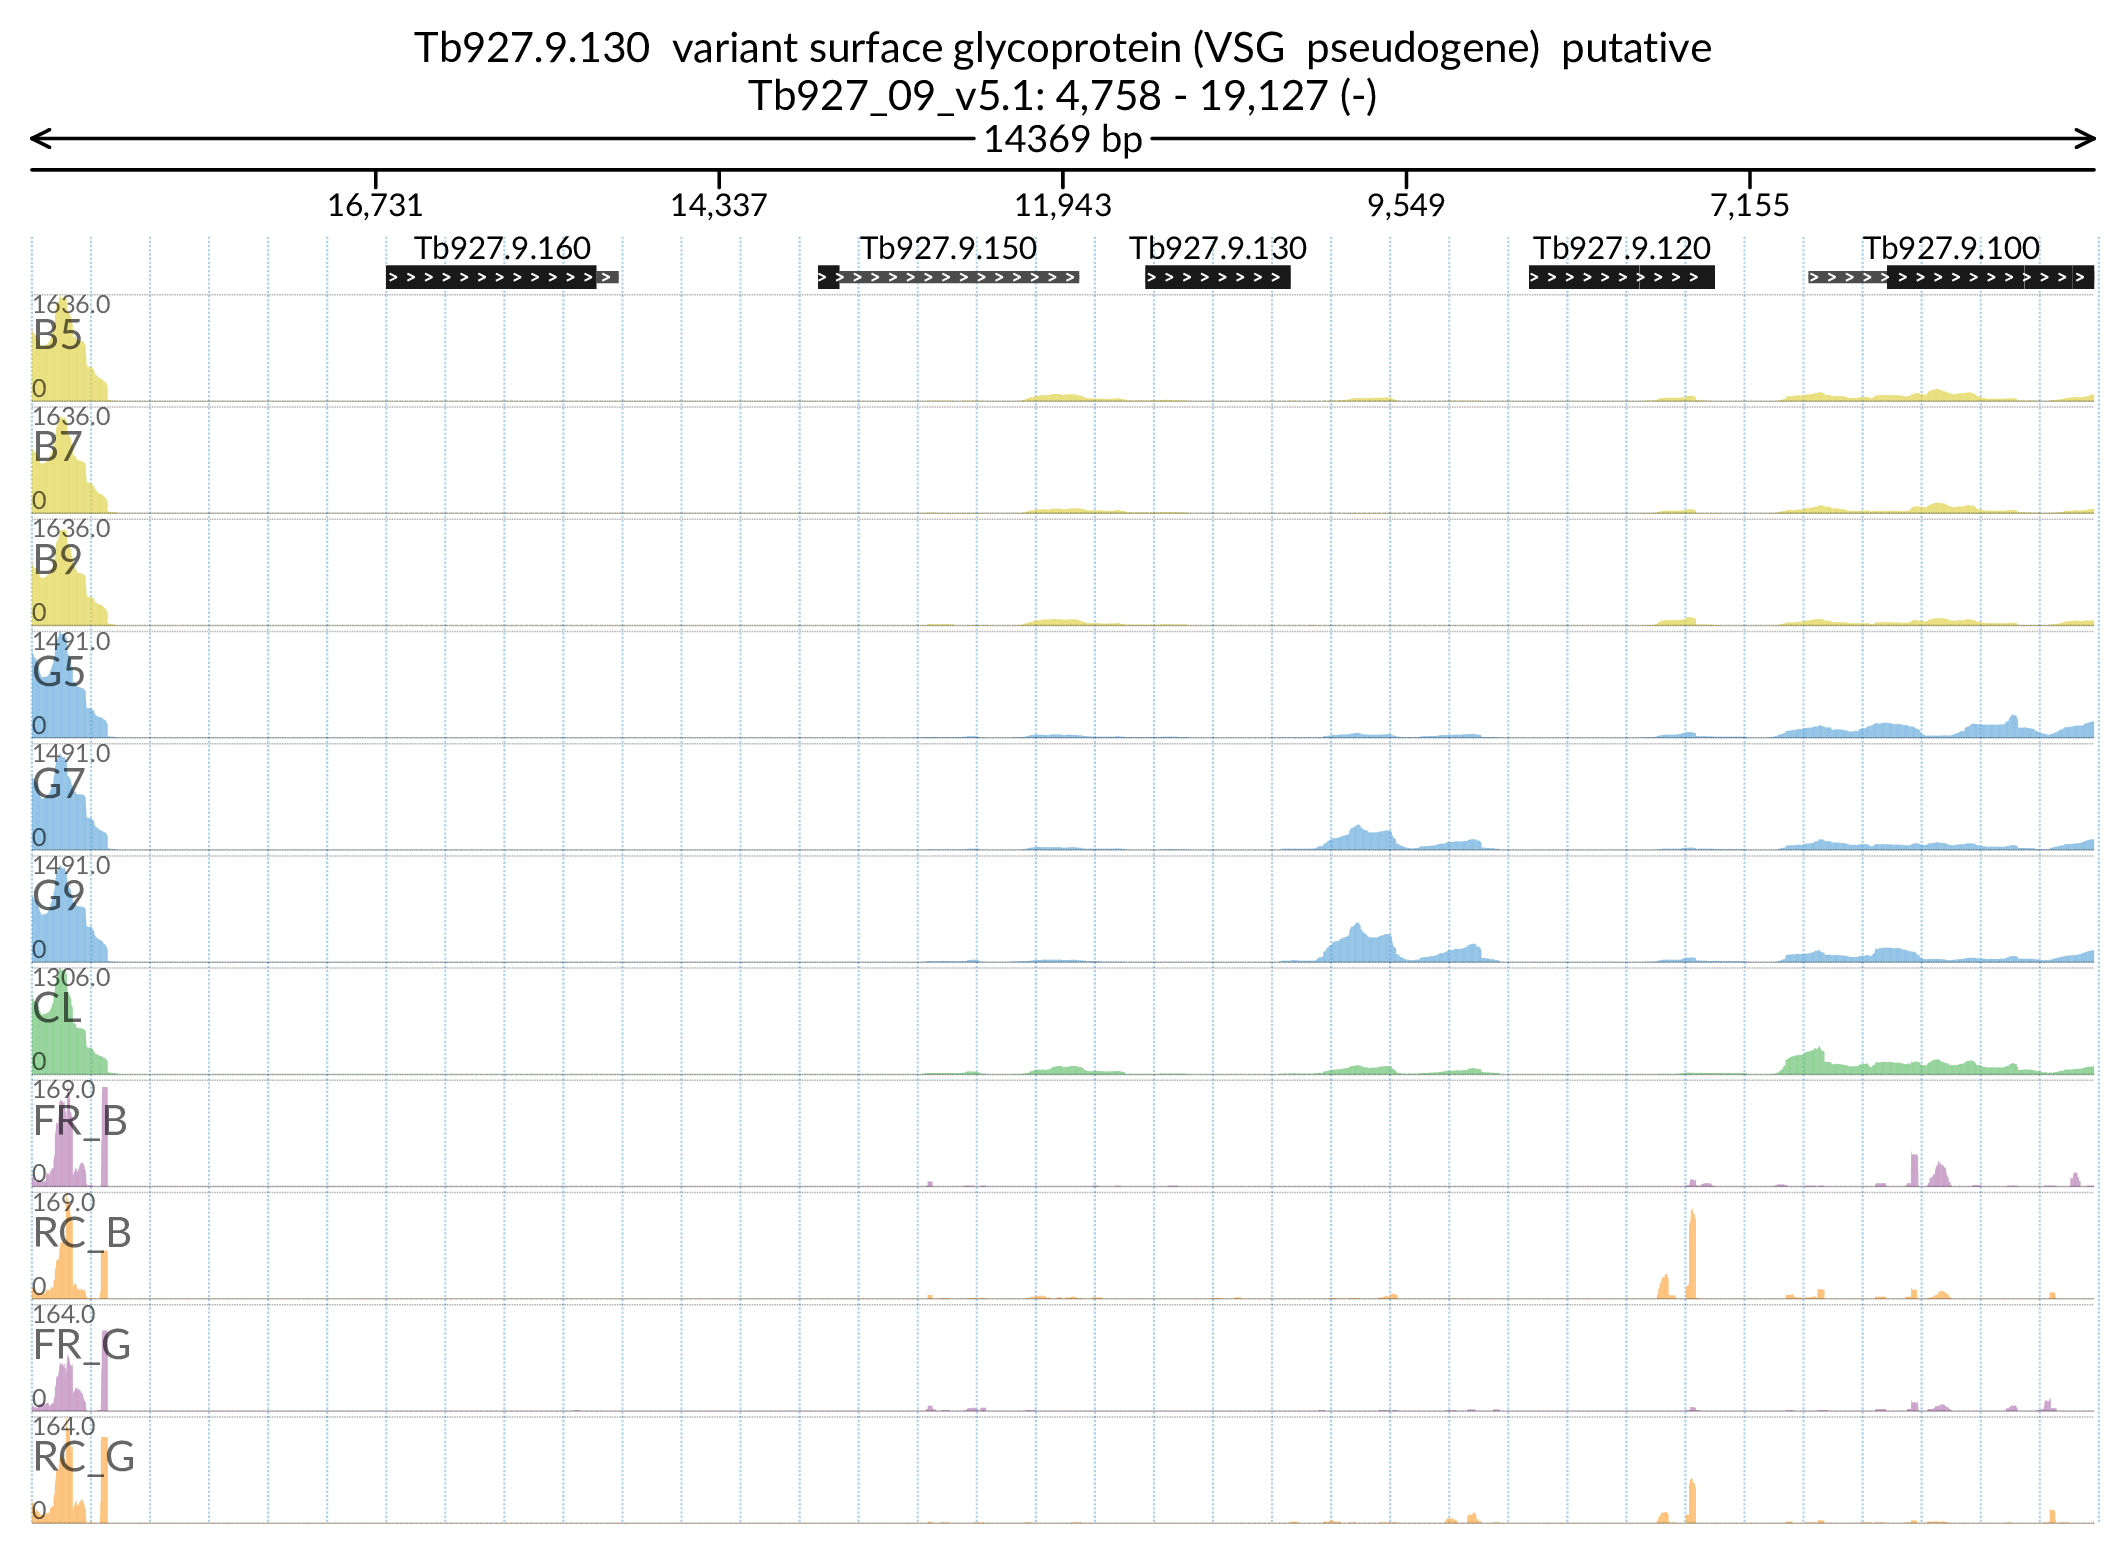 Tb927.9.130 variant surface glycoprotein (VSG pseudogene) putative
Tb927_09_v5.1: 4,758 - 19,127 (-)
14369 bp
16,731 14,337 11,943 9,549 7,155
Tb927.9.160 Tb927.9.150 Tb927.9.130 Tb927.9.120 Tb927.9.100
1636.0
B5
0
1636.0
B7
0
1636.0
B9
0
1491.0
G5
0
1491.0
G7
0
1491.0
G9
0
1306.0
CL
0
169.0
FR_B
0
169.0
RC_B
0
164.0
FR_G
0
164.0
RC_G
0